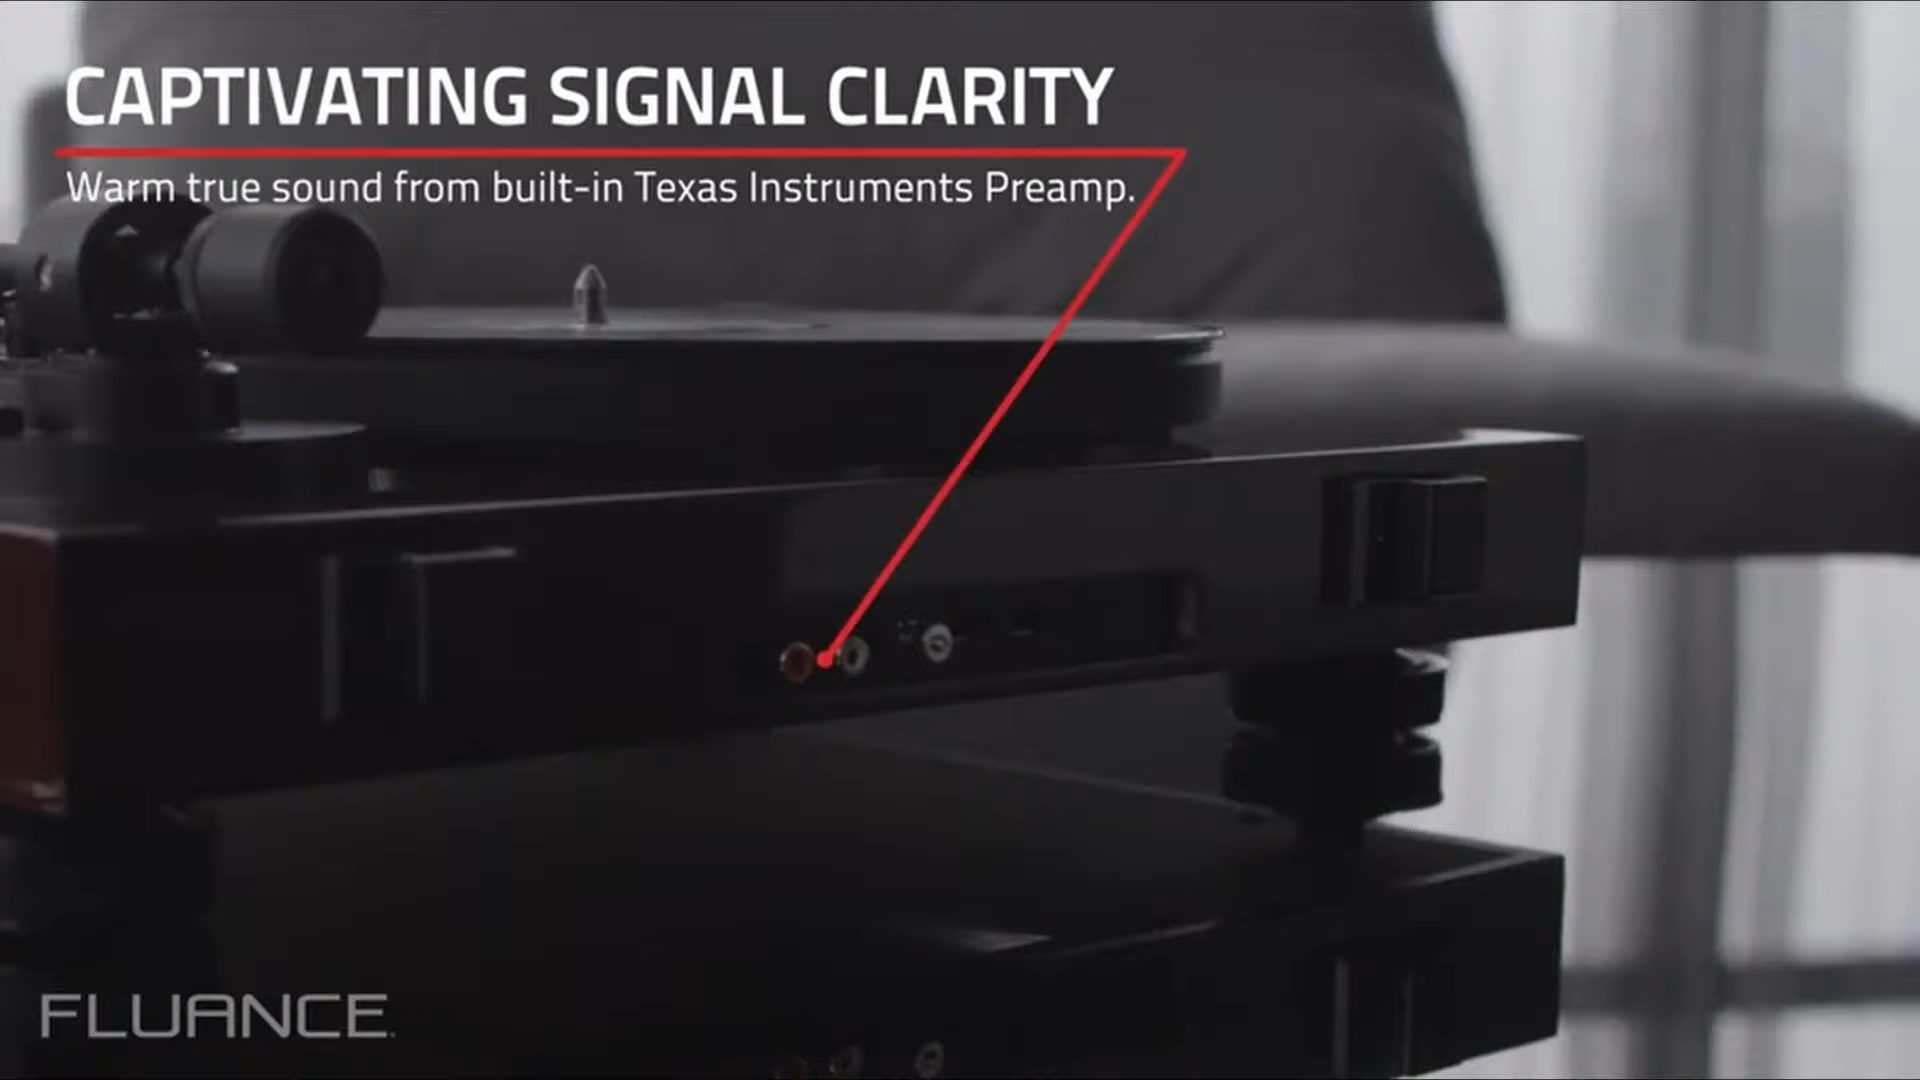 CAPTIVATING SIGNAL CLARITY
Warm true sound from built-in Texas Instruments Preamp.
FLUANCE